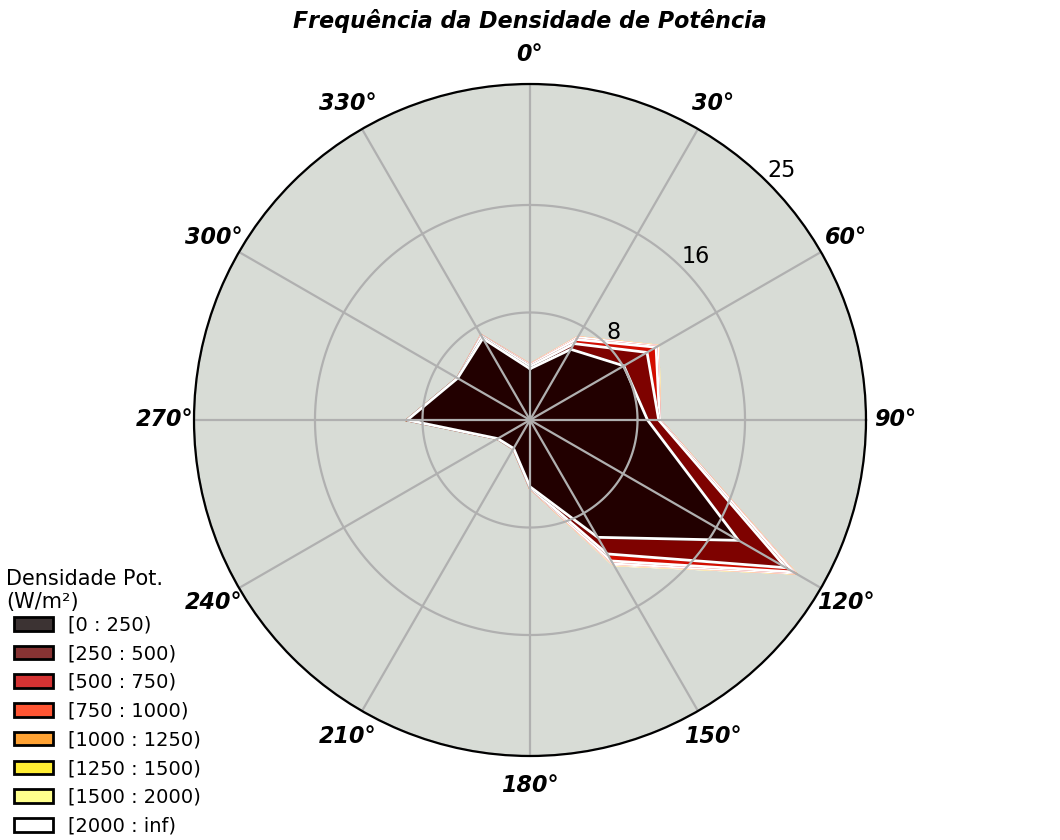 Frequência da Densidade de Potência
0°
330°
30°
25
300°
60°
16
8
270°
90°
240°
120°
210°
150°
180°
Densidade Pot.
(W/m²)
[0 : 250)
[250 : 500)
[500 : 750)
[750 : 1000)
[1000 : 1250)
[1250 : 1500)
[1500 : 2000)
[2000 : inf)